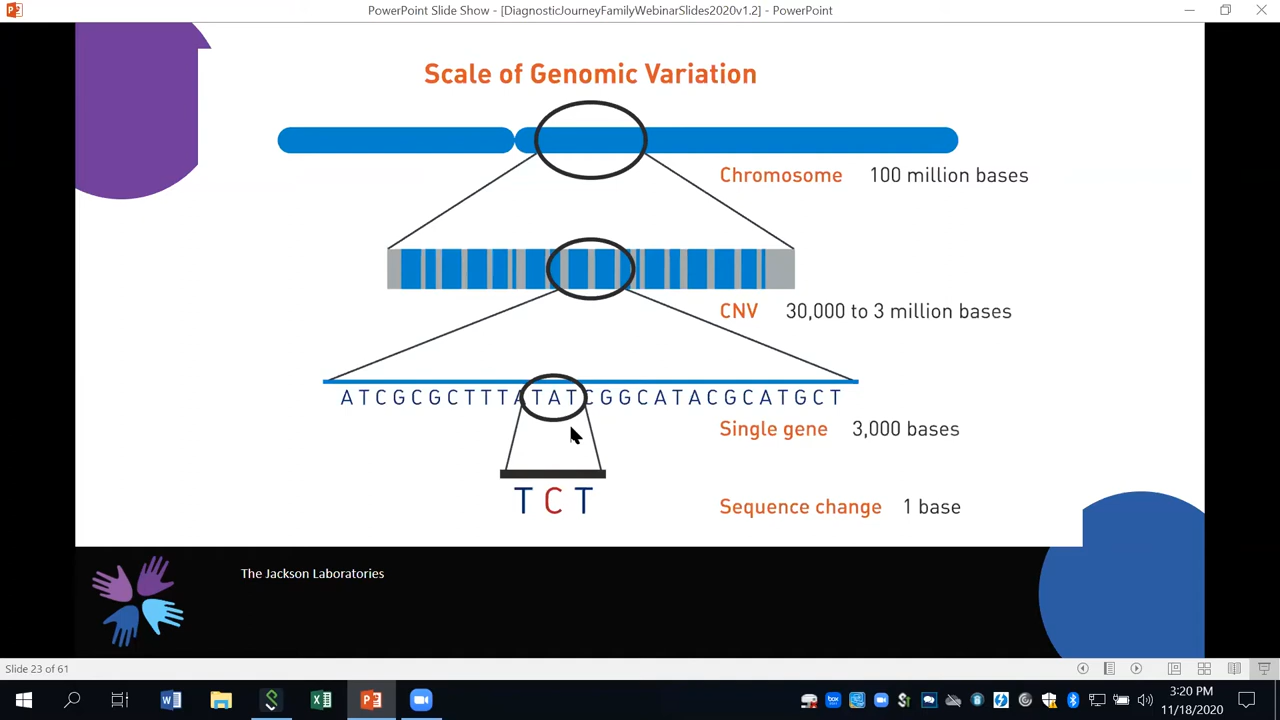 PowerPoint Slide Show - [DiagnosticJourneyFamilyWebinarSlides2020v1.2] - PowerPoint
Scale of Genomic Variation
Chromosome 100 million bases
CNV 30,000 to 3 million bases
A T C G C G C T T T A T A T C G G C A T A C G C A T G C T
Single gene 3,000 bases
T C T
Sequence change 1 base
The Jackson Laboratories
Slide 23 of 61
3:20 PM
11/18/2020